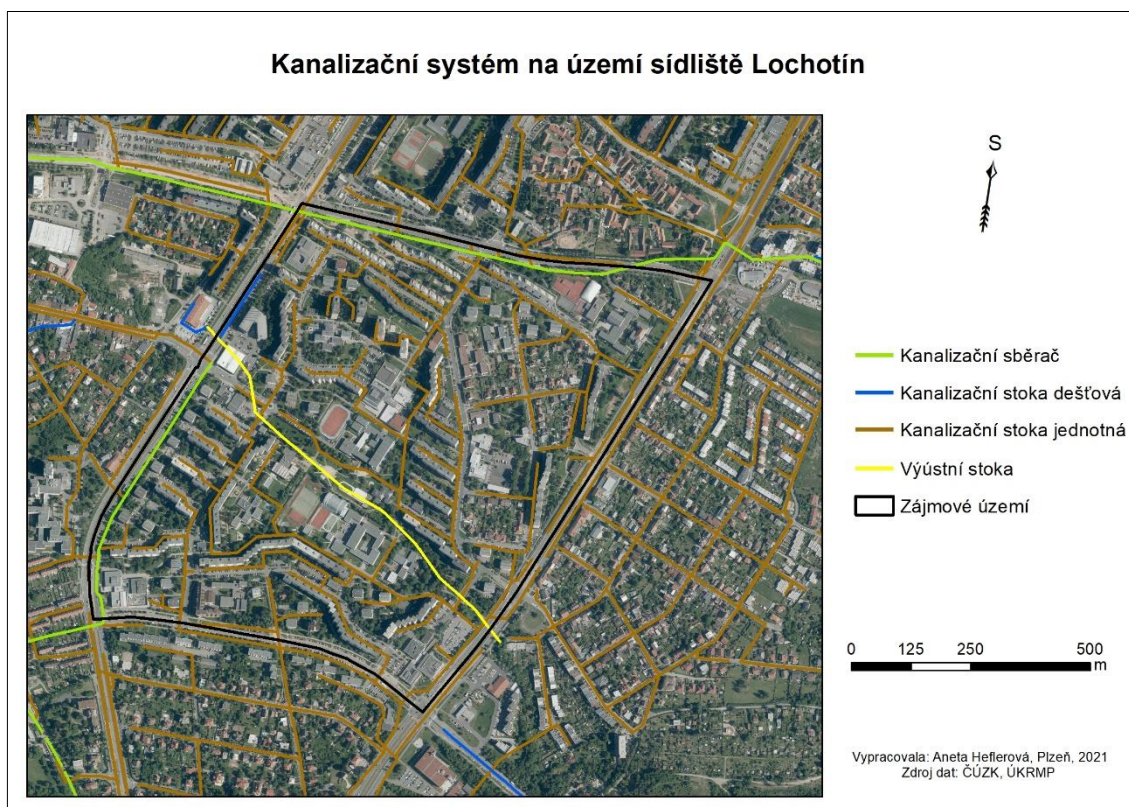 Kanalizační systém na území sídliště Lochotín
S
Kanalizační sběrač
Kanalizační stoka dešťová
Kanalizační stoka jednotná
Výústní stoka
Zájmové území
0 125 250 500
m
Vypracovala: Aneta Heflerová, Plzeň, 2021
Zdroj dat: ČÚZK, ÚKRMP